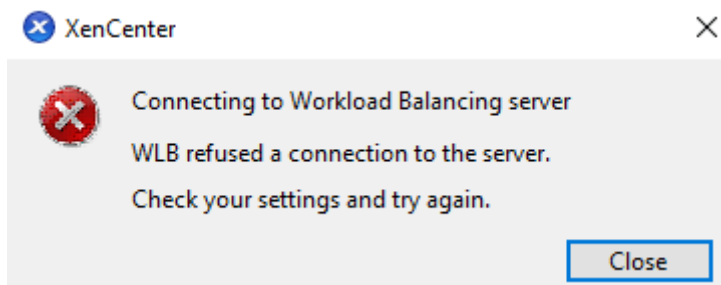 XenCenter
Connecting to Workload Balancing server
WLB refused a connection to the server.
Check your settings and try again.
Close